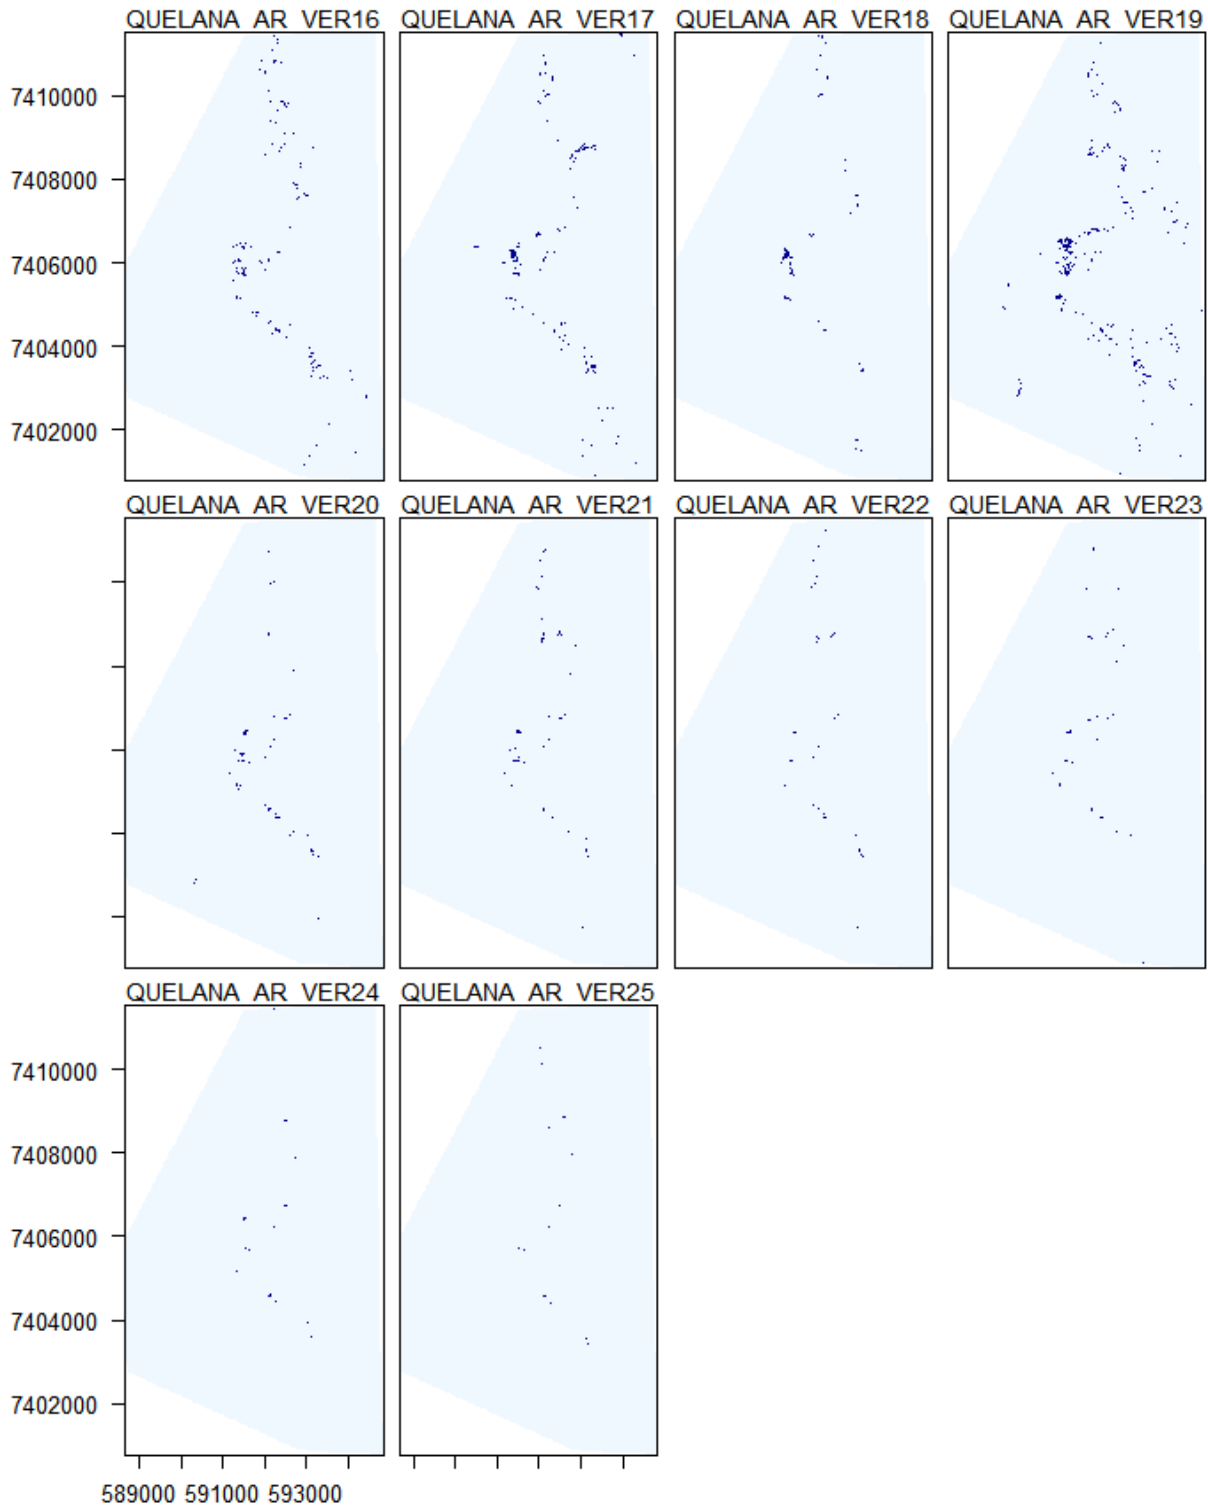 QUELANA AR VER16 QUELANA AR VER17 QUELANA AR VER18 QUELANA AR VER19
7410000
7408000
7406000
7404000
7402000
QUELANA AR VER20 QUELANA AR VER21 QUELANA AR VER22 QUELANA AR VER23
QUELANA AR VER24 QUELANA AR VER25
7410000
7408000
7406000
7404000
7402000
589000 591000 593000